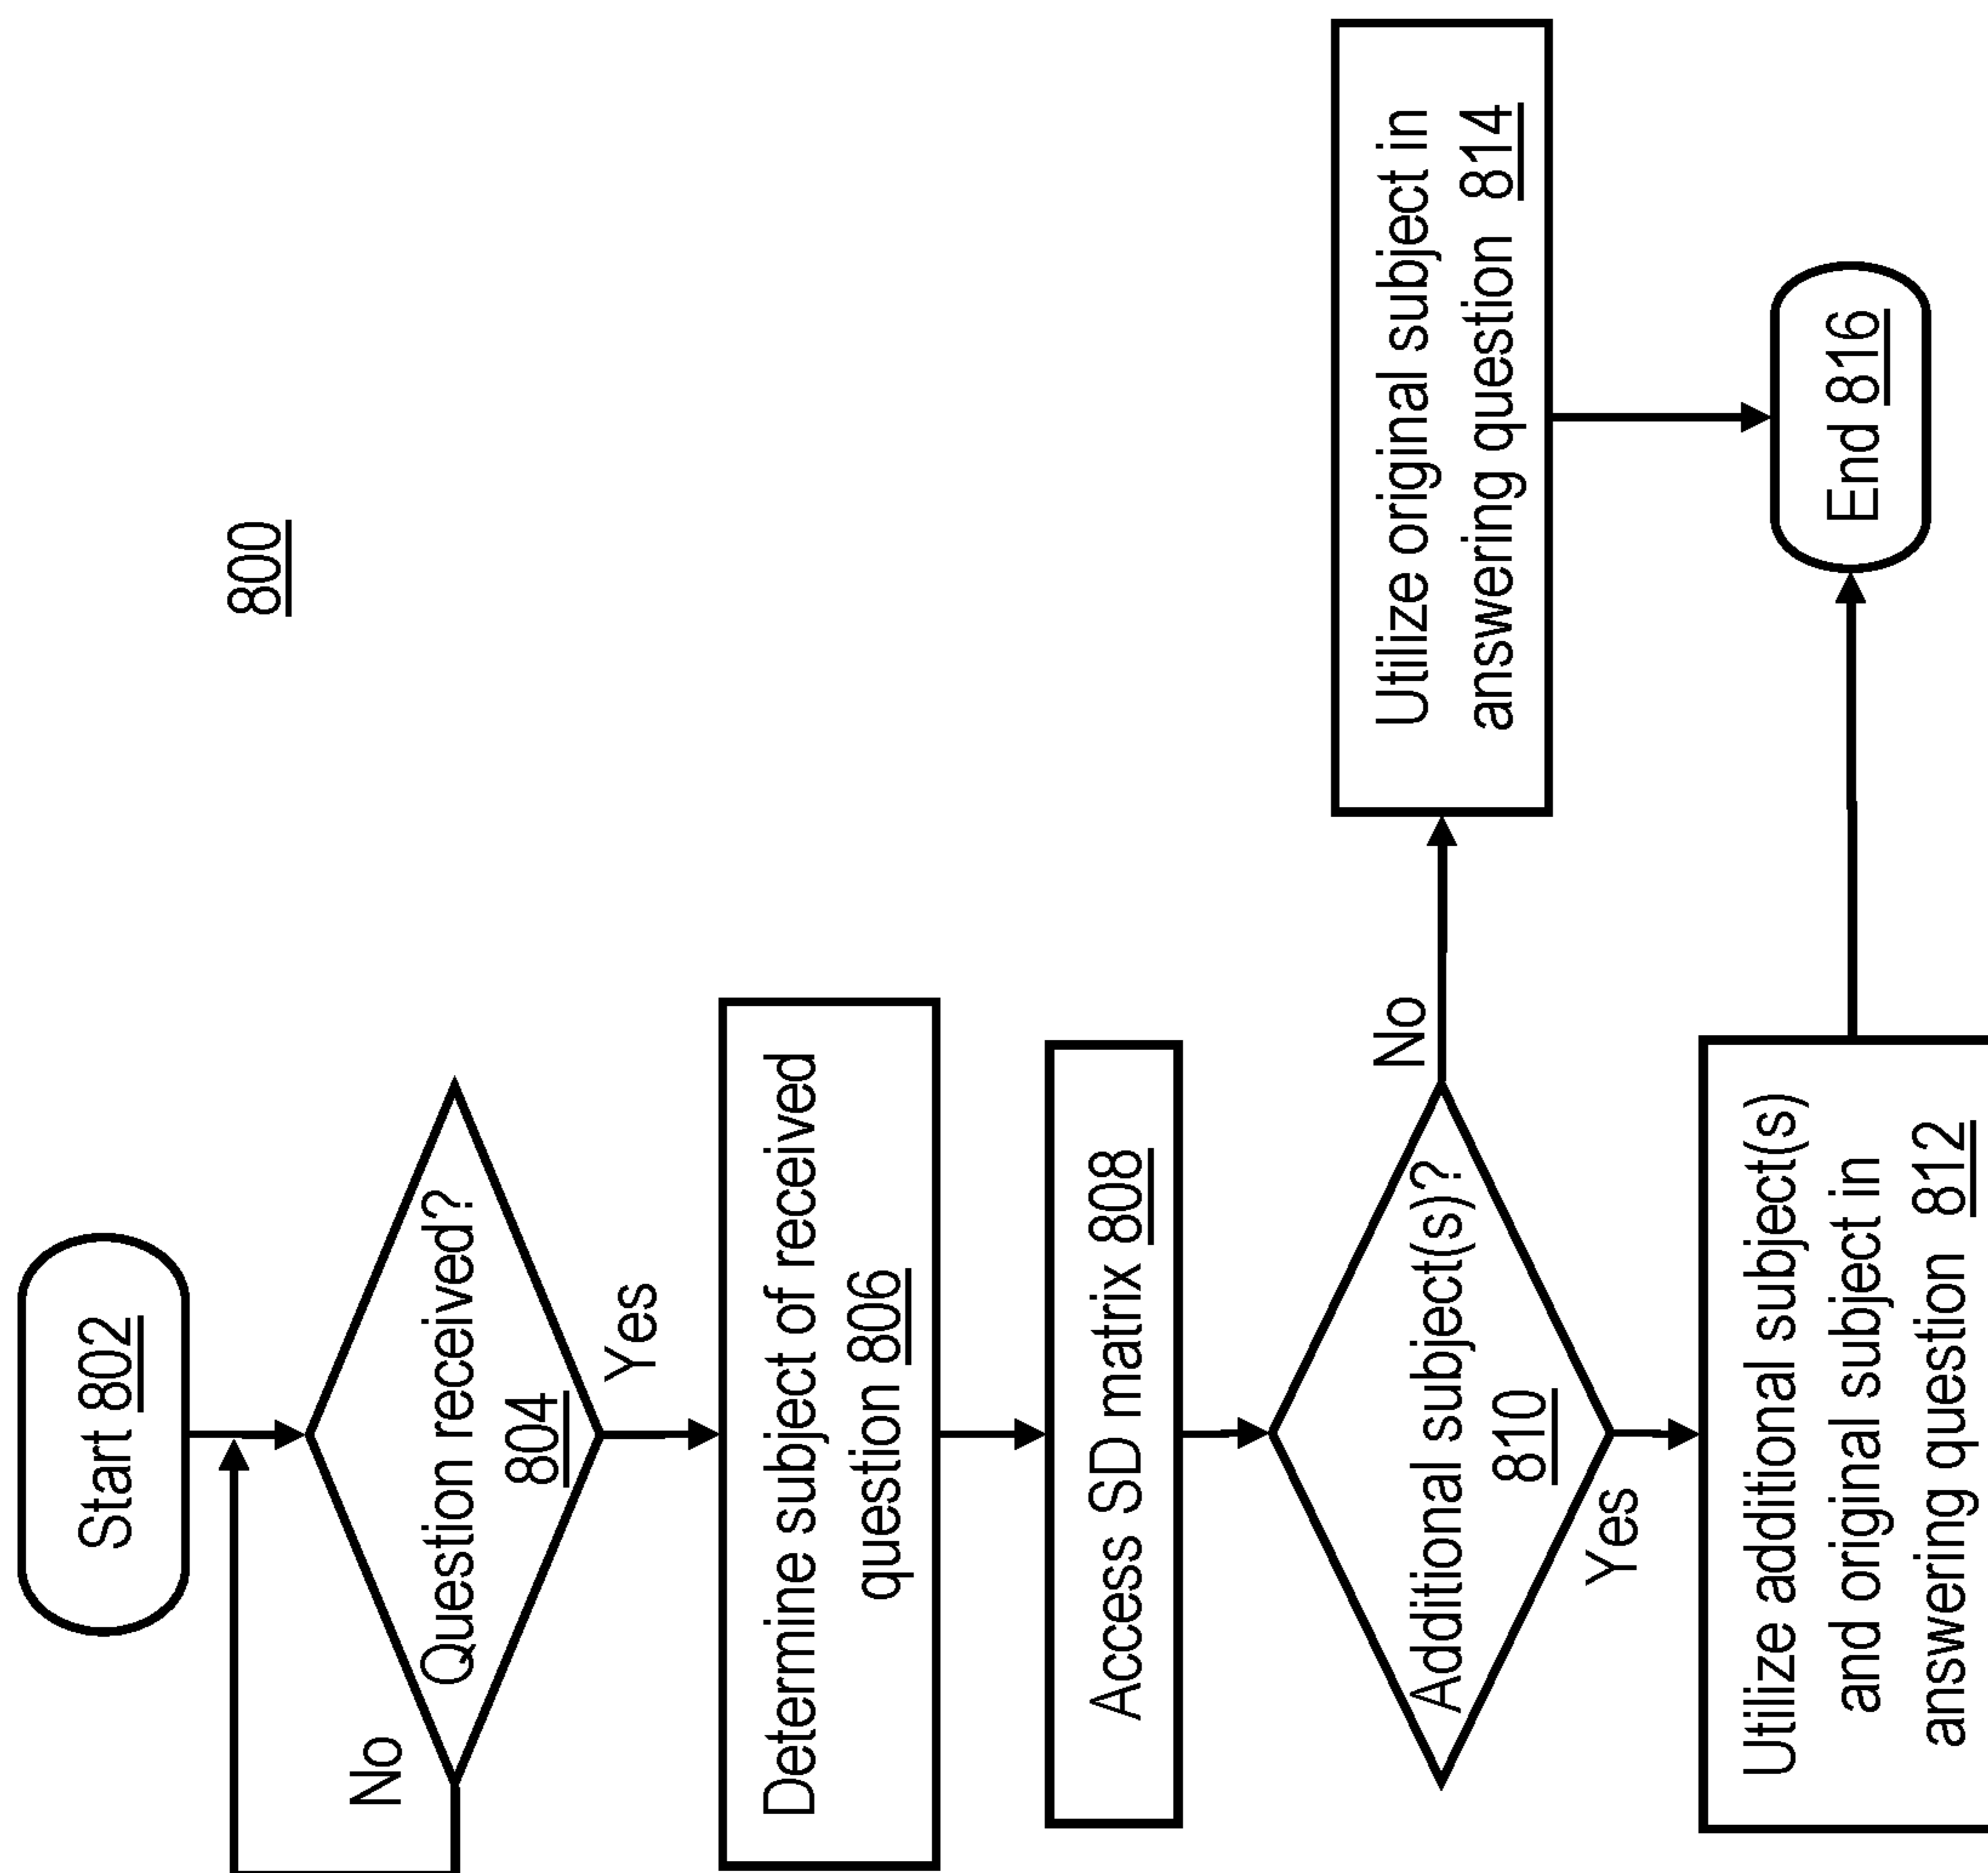 800
Start 802
Question received?
804
No
Yes
Determine subject of received
question 806
Access SD matrix 808
Additional subject(s)?
810
No
Yes
Utilize original subject in
answering question 814
Utilize additional subject(s)
and original subject in
answering question 812
End 816